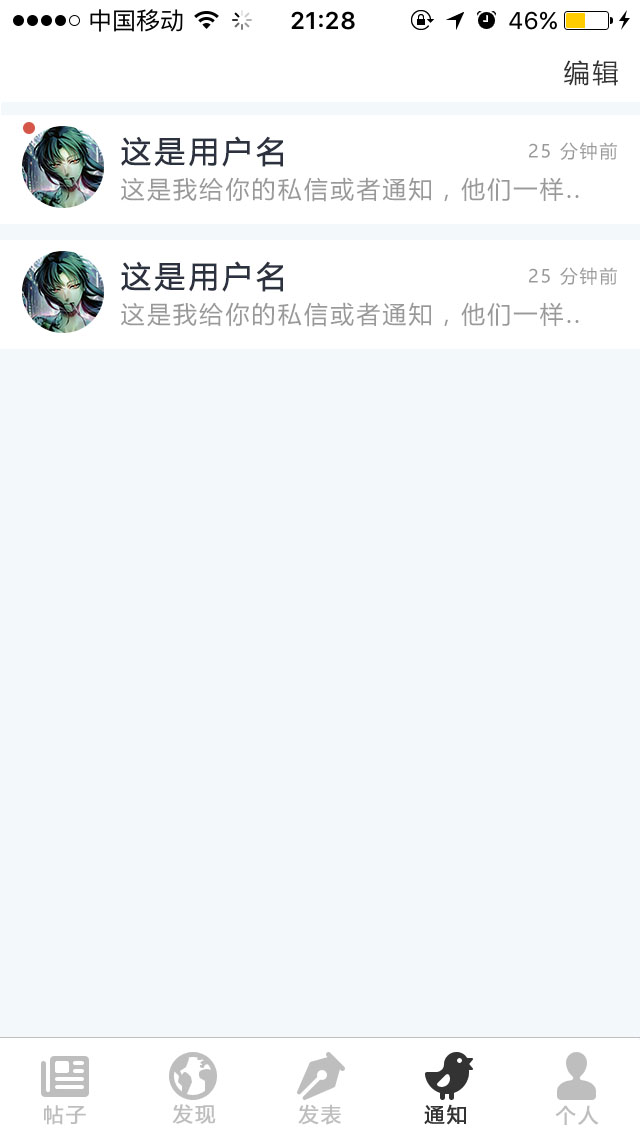 中国移动 21:28 46%
编辑
这是用户名 25 分钟前
这是我给你的私信或者通知，他们一样..
这是用户名 25 分钟前
这是我给你的私信或者通知，他们一样..
帖子 发现 发表 通知 个人